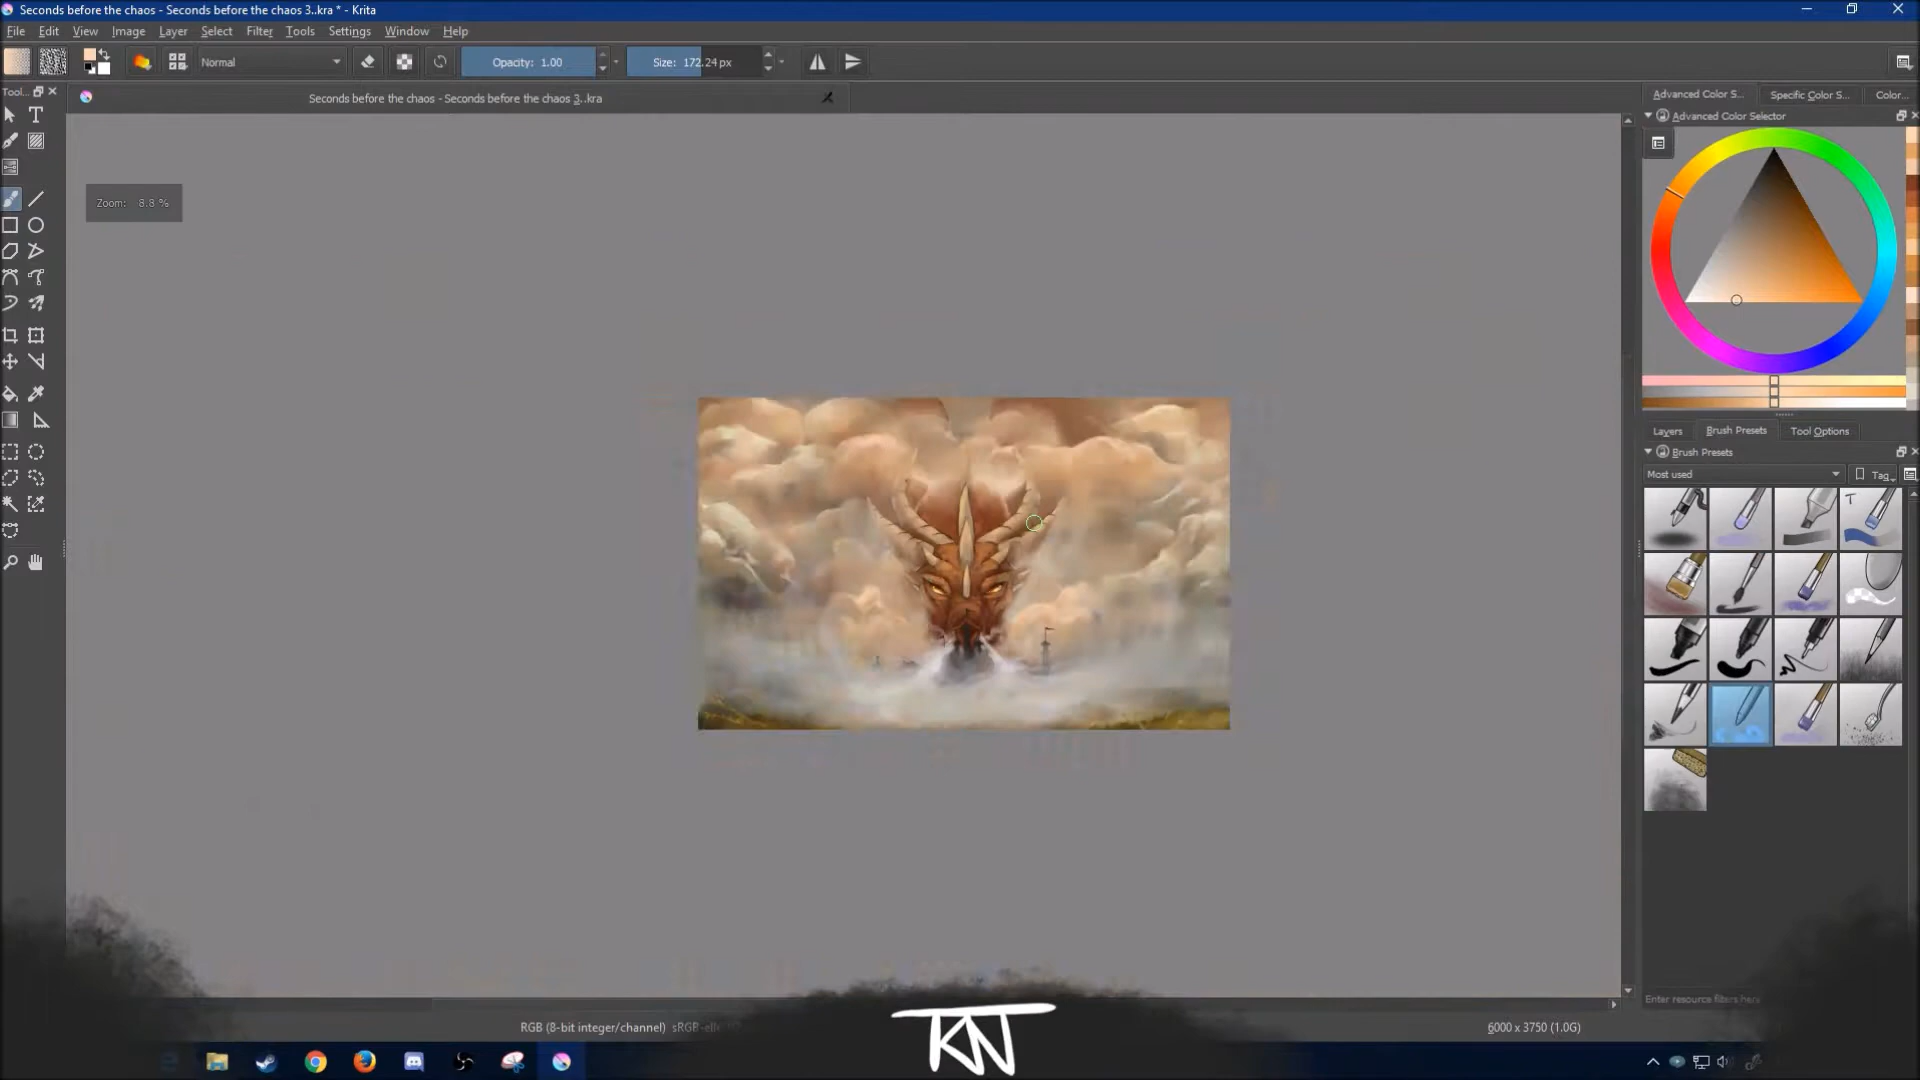 Seconds before the chaos - Seconds before the chaos 3..kra * - Krita
File Edit View Image Layer Select Filter Tools Settings Window Help
Normal Opacity: 1.00 Size: 172.24 px
Tool... Seconds before the chaos - Seconds before the chaos 3..kra
Advanced Color S... Specific Color S... Color...
Advanced Color Selector
Zoom: 8.8 %
Layers Brush Presets Tool Options
Brush Presets
Most used Tag
T
Enter resource filters here
RGB (8-bit integer/channel) sRGB-el 6000 x 3750 (1.0G)
KN